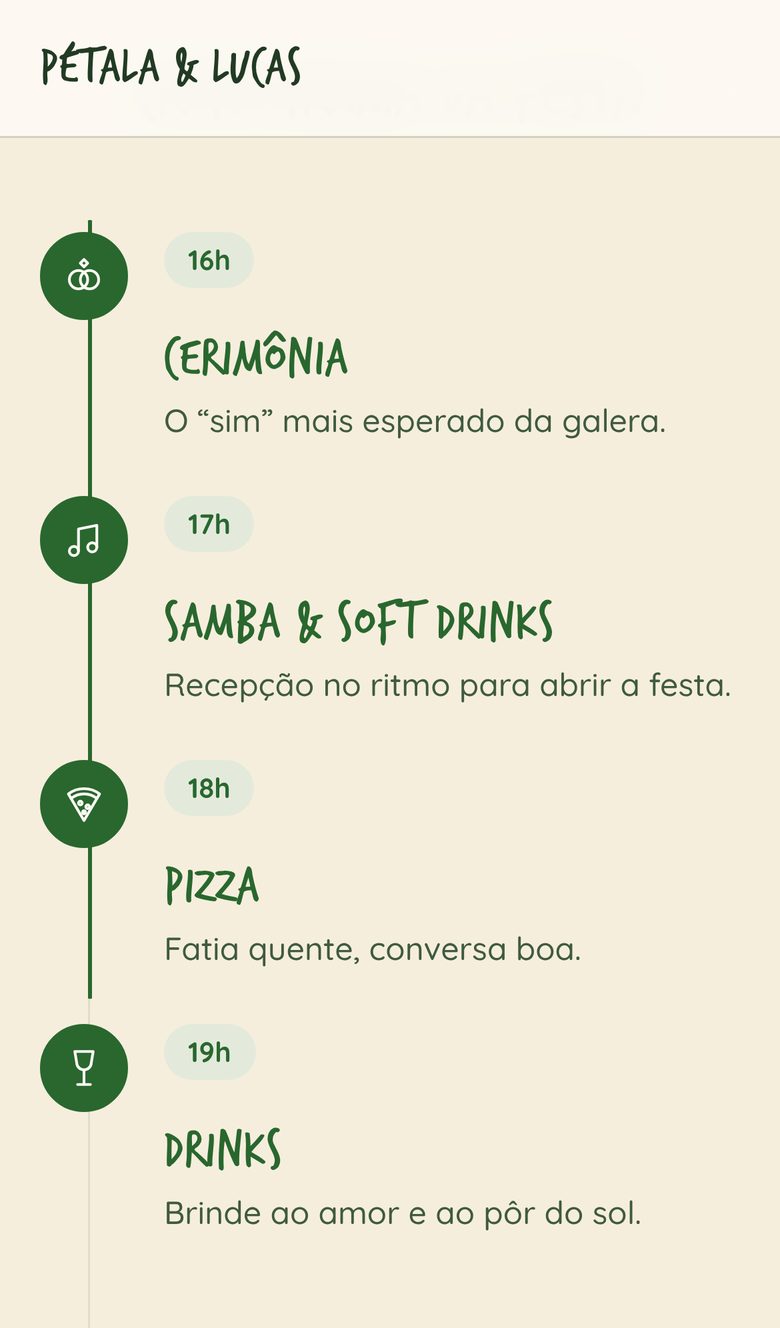 PÉTALA & LUCAS
16h
CERIMÔNIA
O “sim” mais esperado da galera.
17h
SAMBA & SOFT DRINKS
Recepção no ritmo para abrir a festa.
18h
PIZZA
Fatia quente, conversa boa.
19h
DRINKS
Brinde ao amor e ao pôr do sol.